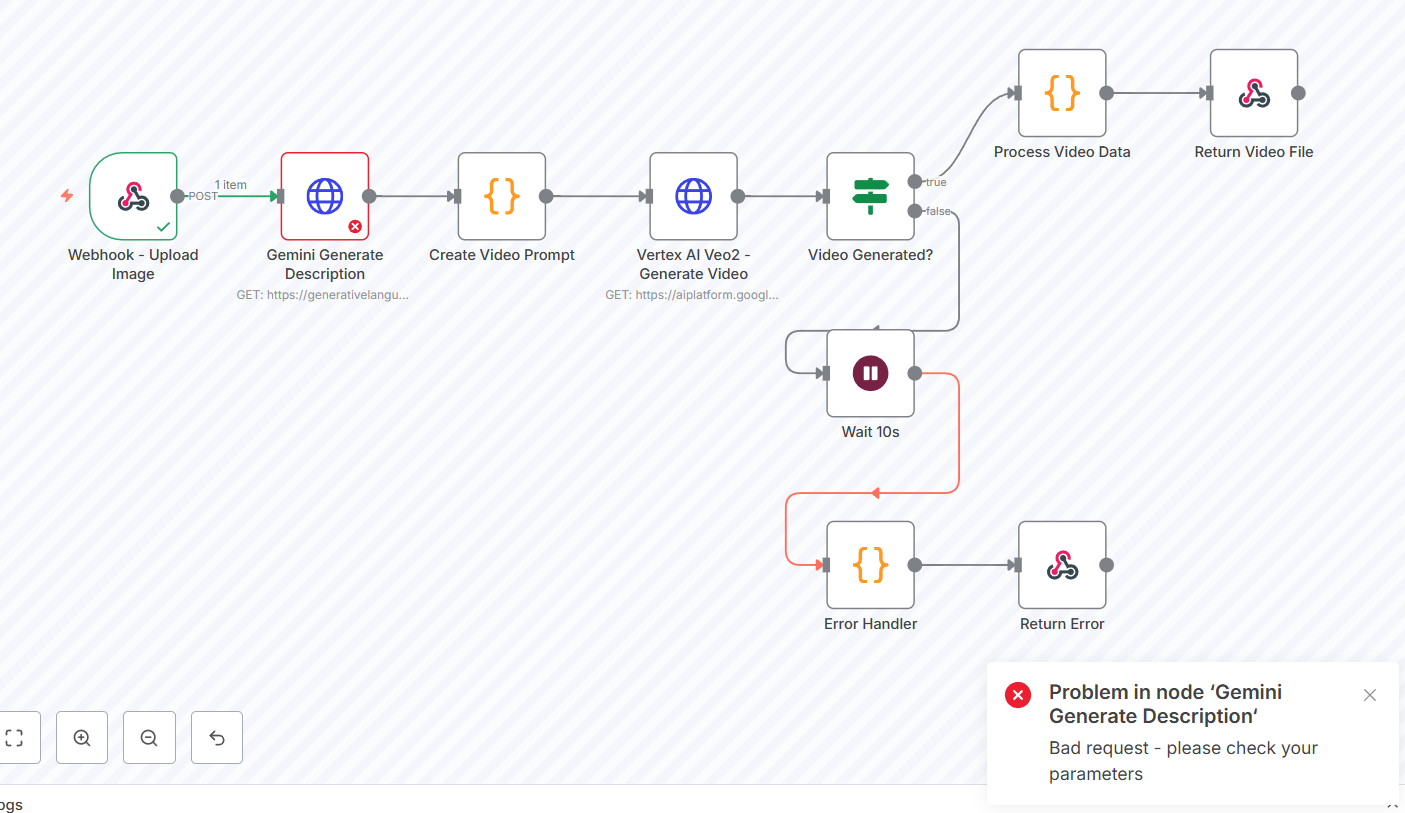 Process Video Data
Return Video File
1 item
POST
true
false
Webhook - Upload
Image
Gemini Generate
Description
GET: https://generativelangu...
Create Video Prompt
Vertex AI Veo2 -
Generate Video
GET: https://aiplatform.googl...
Video Generated?
Wait 10s
Error Handler
Return Error
Problem in node ‘Gemini
Generate Description‘
Bad request - please check your
parameters
ogs